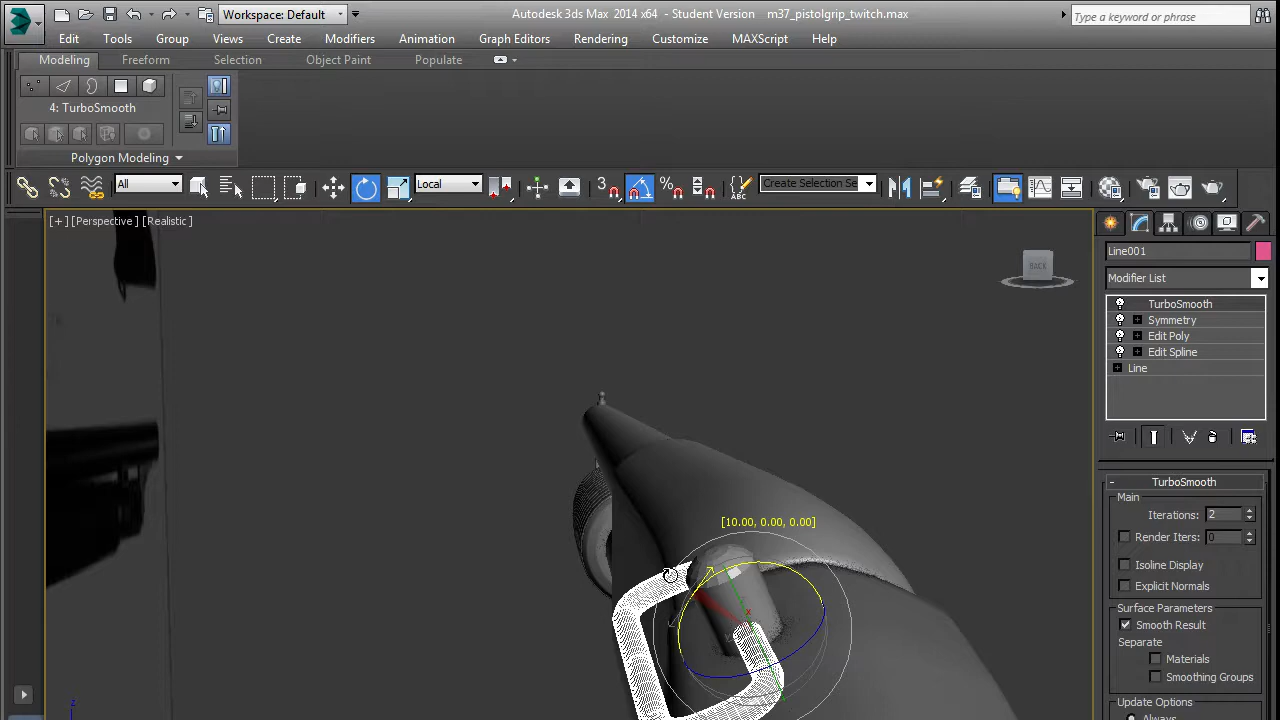 Workspace: Default
Autodesk 3ds Max 2014 x64 - Student Version m37_pistolgrip_twitch.max
Type a keyword or phrase
Edit Tools Group Views Create Modifiers Animation Graph Editors Rendering Customize MAXScript Help
Modeling Freeform Selection Object Paint Populate
4: TurboSmooth
Polygon Modeling
All
Local
3
%
ABC
Create Selection Se
[+] [Perspective] [Realistic]
BACK
Line001
Modifier List
TurboSmooth
Symmetry
Edit Poly
Edit Spline
Line
[10.00, 0.00, 0.00]
x
z
- TurboSmooth
Main
Iterations: 2
Render Iters: 0
Isoline Display
Explicit Normals
Surface Parameters
Smooth Result
Separate
Materials
Smoothing Groups
Update Options
Always